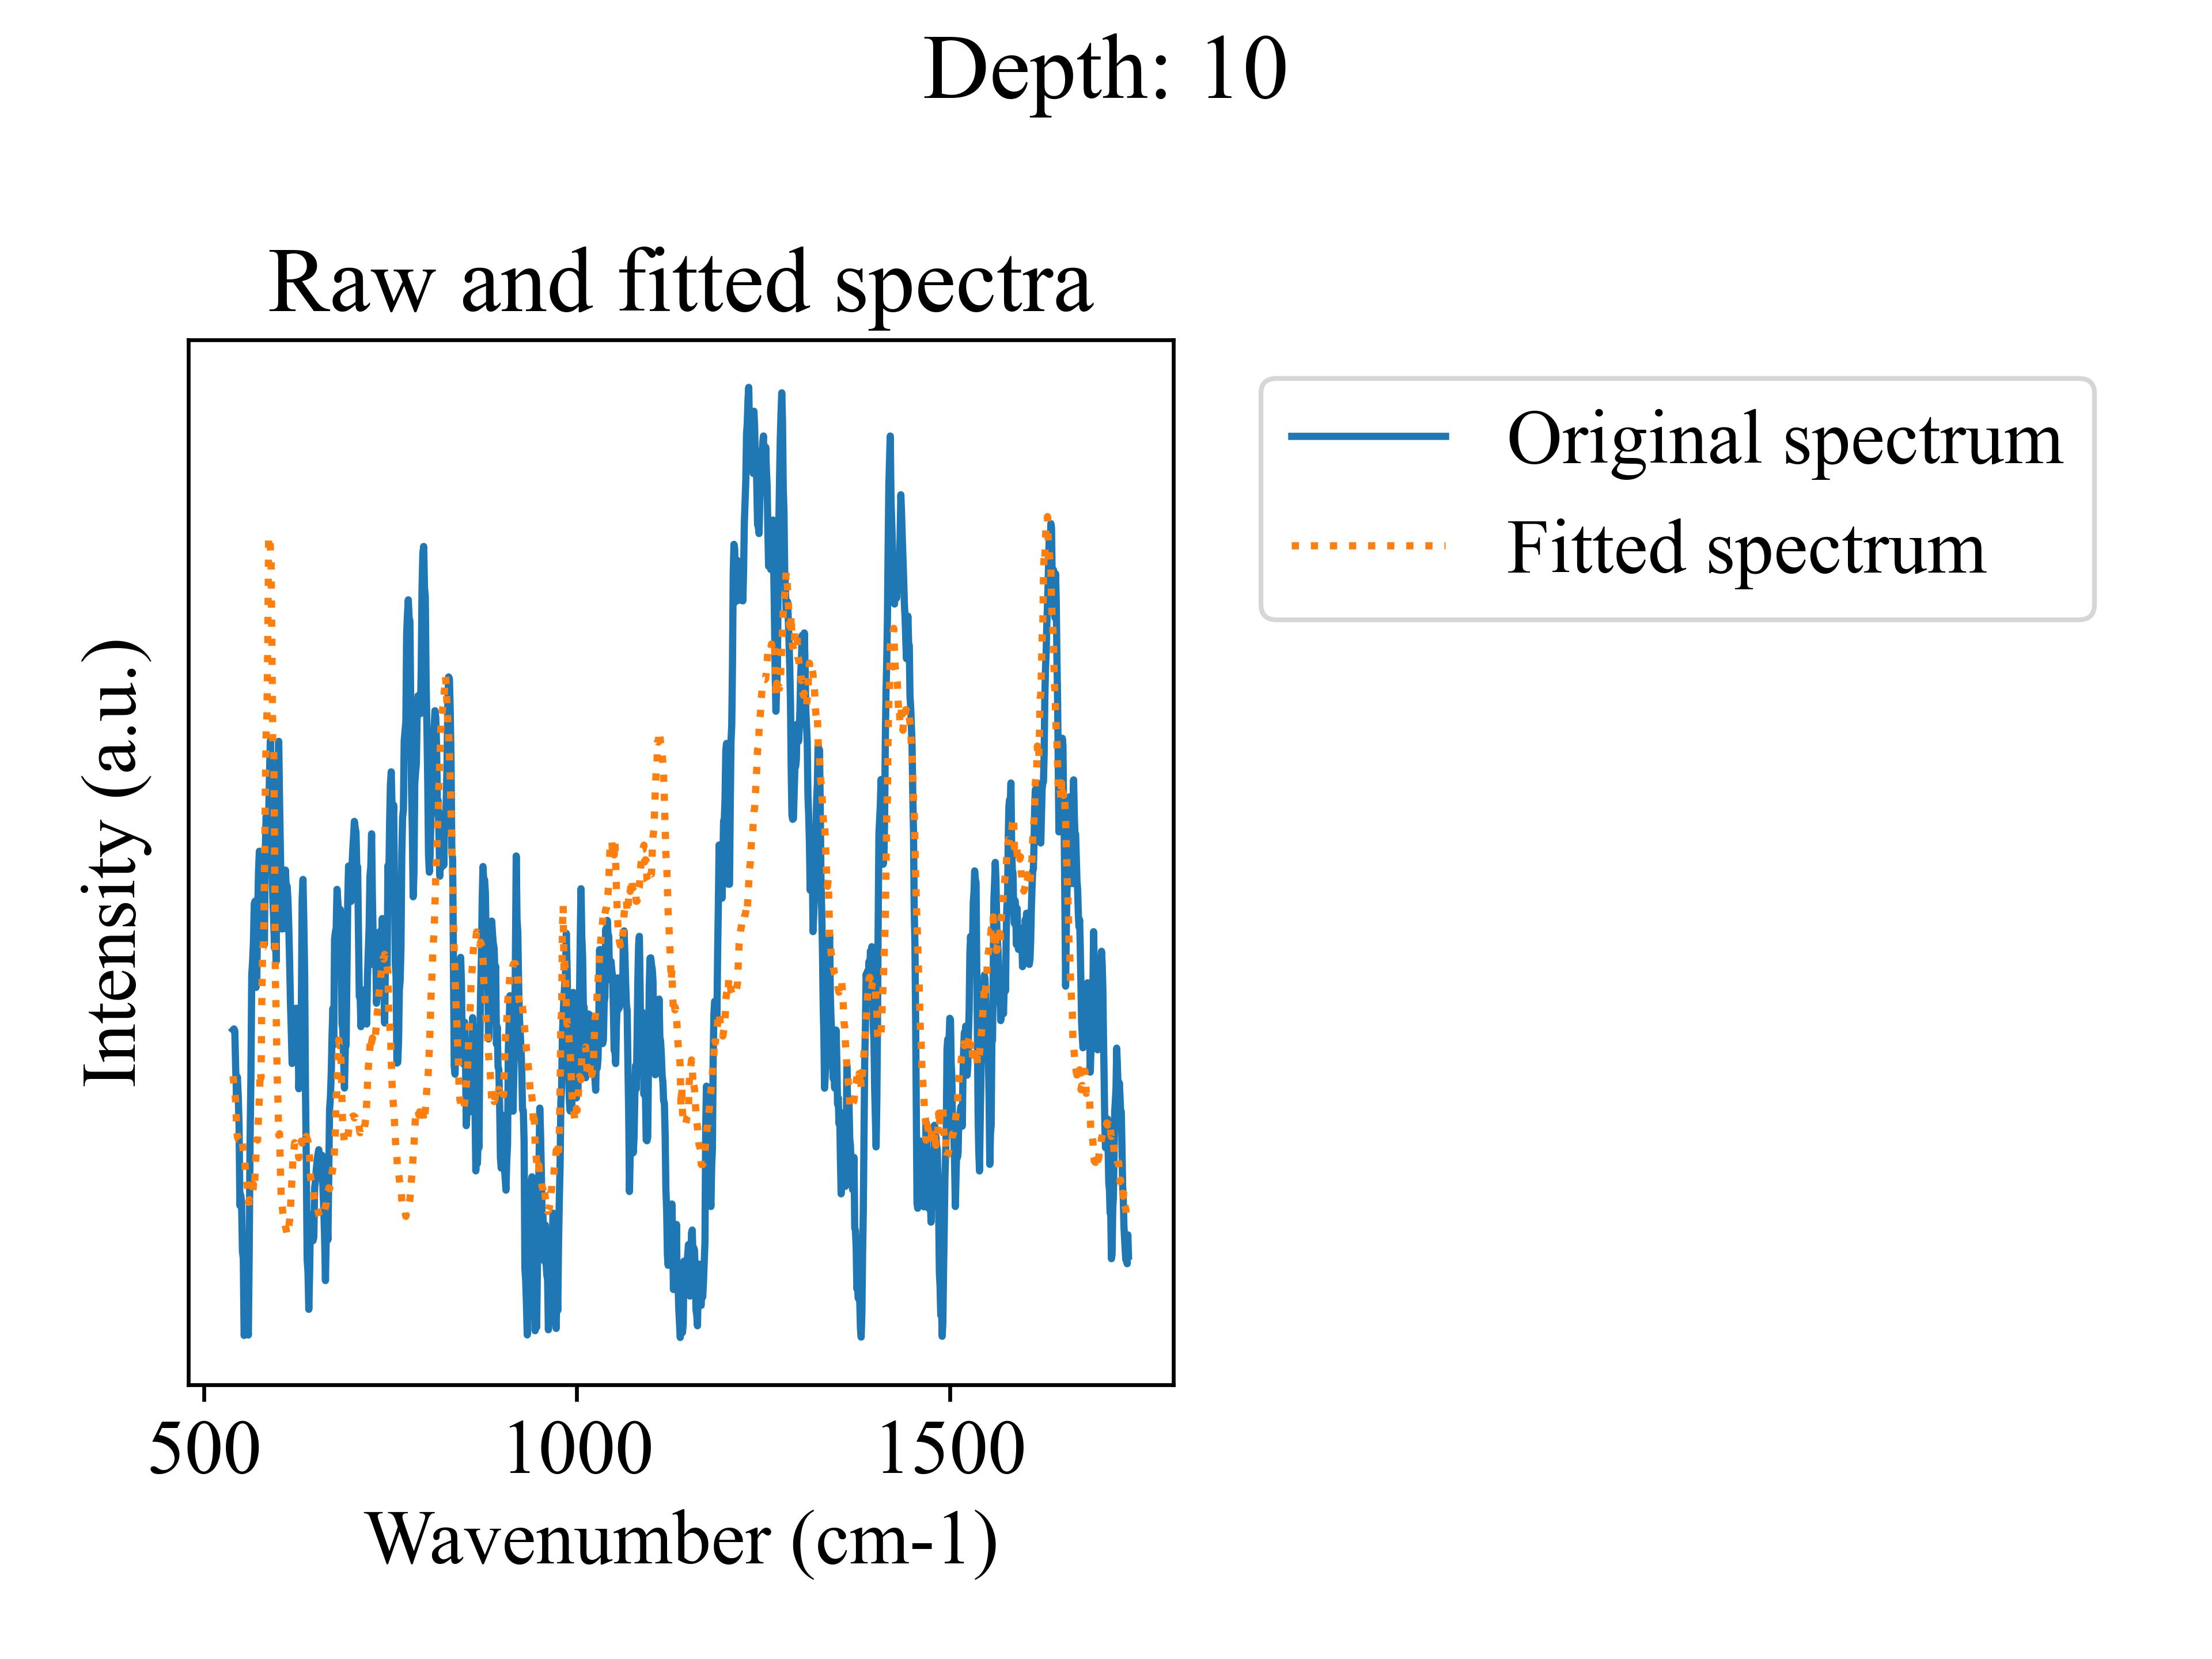 Depth: 10
Raw and fitted spectra
Original spectrum
Fitted spectrum
Intensity (a.u.)
500 1000 1500
Wavenumber (cm-1)